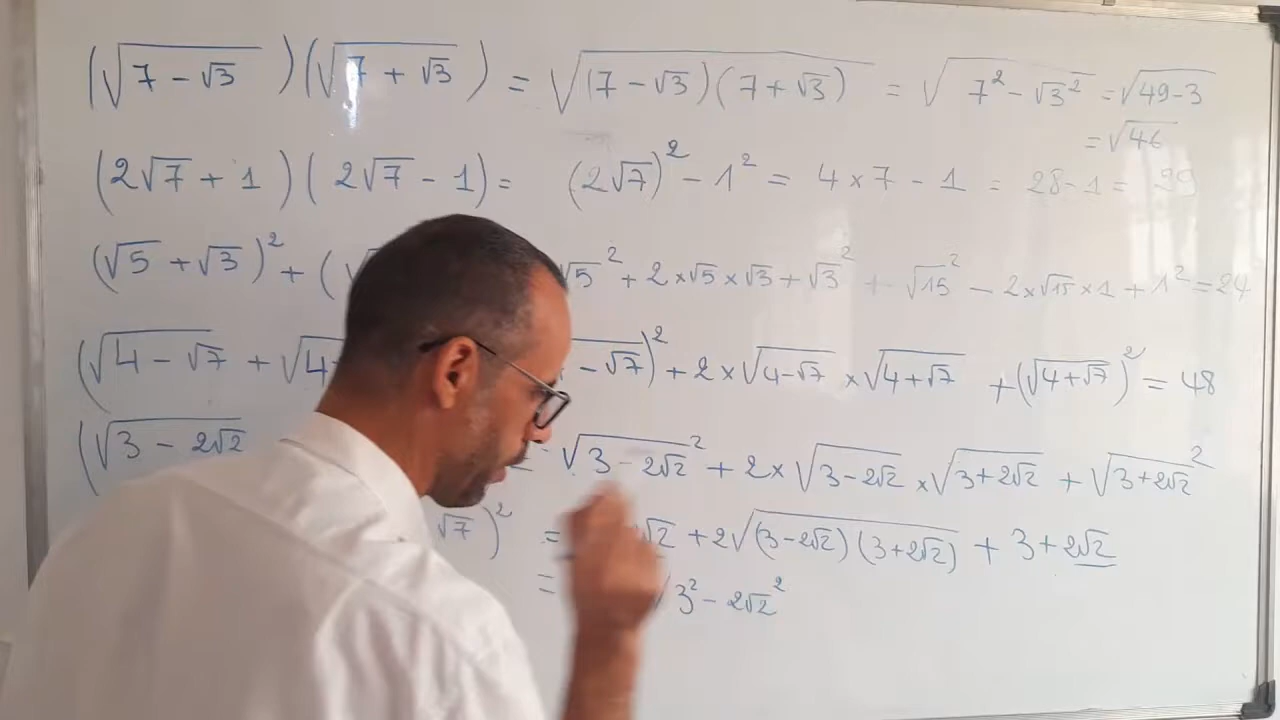 (√(7 - √3))(√(7 + √3)) = √((7 - √3)(7 + √3)) = √(7² - √3²) = √(49-3)
= √46
(2√7 + 1)(2√7 - 1) = (2√7)² - 1² = 4 × 7 - 1 = 28-1 = 29
(√5 + √3)² + ( √5² + 2×√5×√3 + √3² + √15² - 2×√15×1 + 1² = 24
(√(4 - √7) + √4 - √7)² + 2×√(4-√7) × √(4+√7) + (√(4+√7))² = 48
(√(3 - 2√2) = √(3 - 2√2)² + 2×√(3-2√2) × √(3+2√2) + √(3+2√2)²
√7)² = √2 + 2√((3-2√2)(3+2√2)) + 3 + 2√2
= 3² - 2√2²